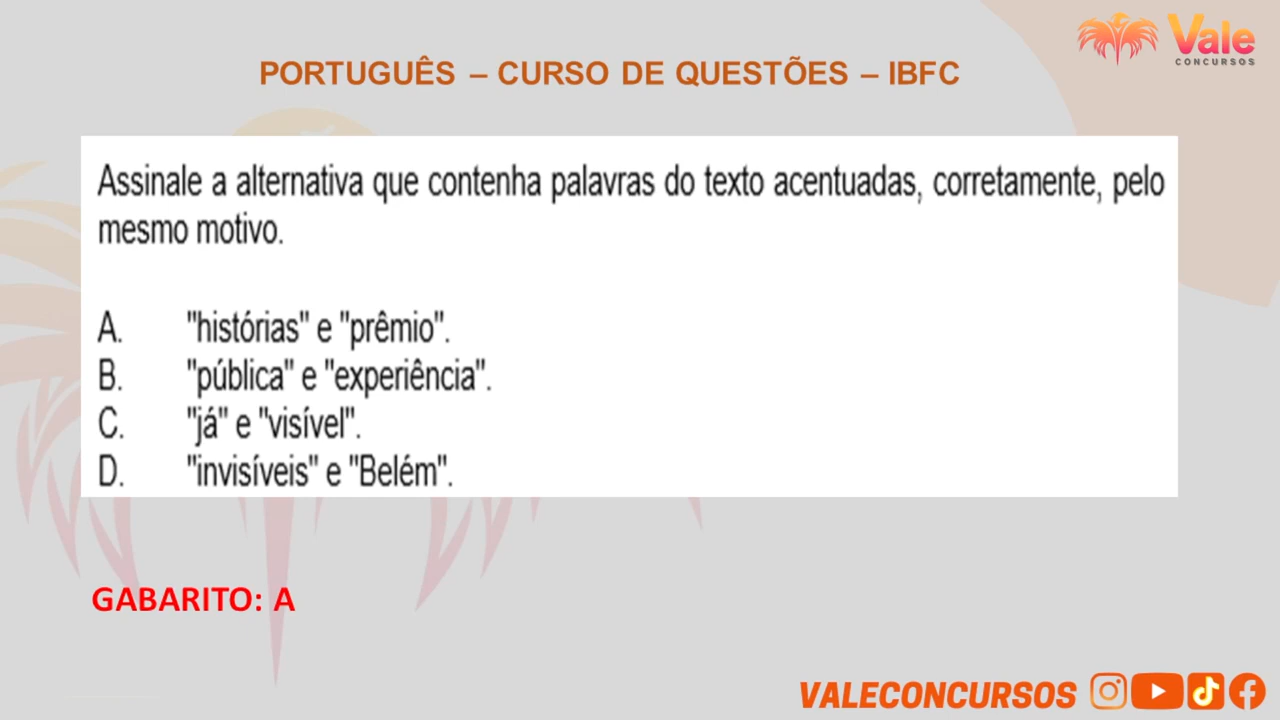 Vale
CONCURSOS
PORTUGUÊS – CURSO DE QUESTÕES – IBFC
Assinale a alternativa que contenha palavras do texto acentuadas, corretamente, pelo
mesmo motivo.
A. "histórias" e "prêmio".
B. "pública" e "experiência".
C. "já" e "visível".
D. "invisíveis" e "Belém".
GABARITO: A
VALECONCURSOS